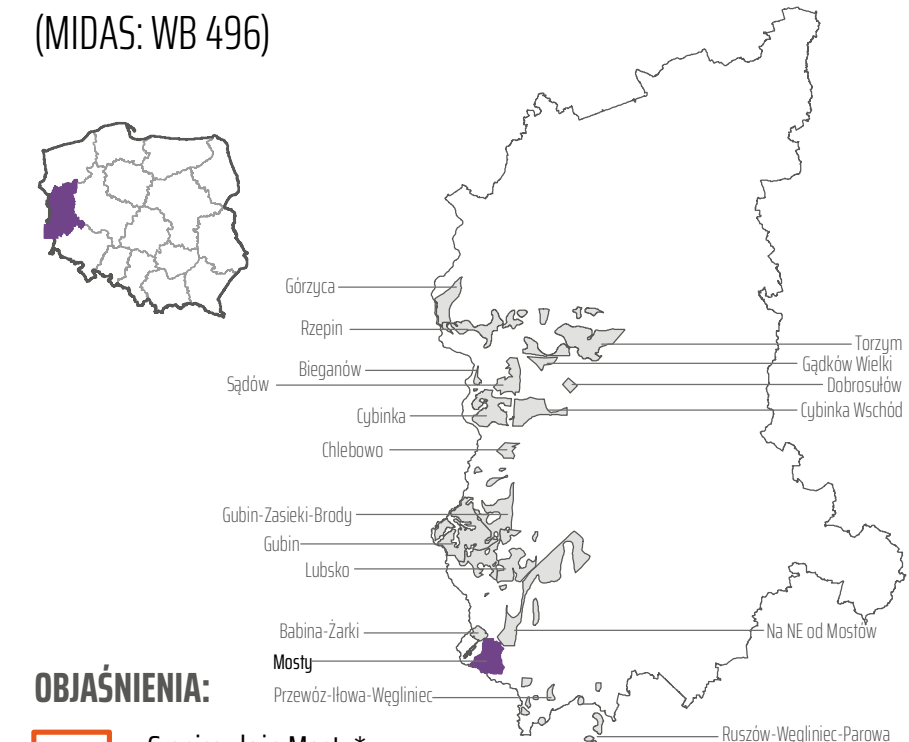 (MIDAS: WB 496)
Górzyca
Rzepin
Bieganów
Sądów
Cybinka
Chlebowo
Gubin-Zasieki-Brody
Gubin
Lubsko
Babina-Żarki
Mosty
Przewóz-Iłowa-Węgliniec
Torzym
Gądków Wielki
Dobrosułów
Cybinka Wschód
Na NE od Mostów
Ruszów-Węgliniec-Parowa
OBJAŚNIENIA: